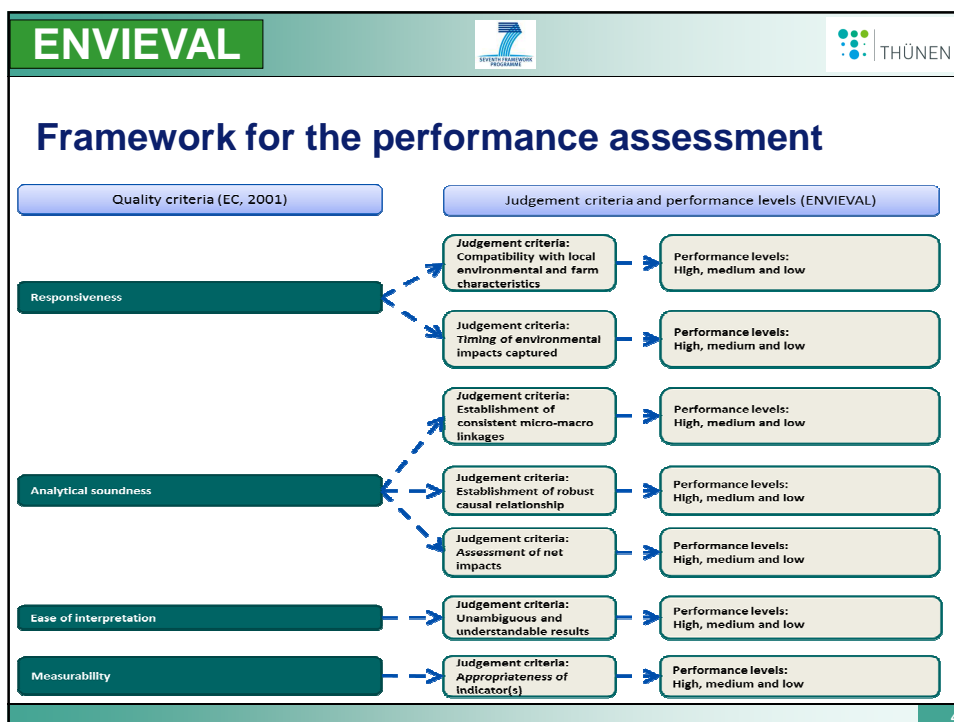 ENVIEVAL
7
SEVENTH FRAMEWORK
PROGRAMME
THÜNEN
Framework for the performance assessment
Quality criteria (EC, 2001)
Judgement criteria and performance levels (ENVIEVAL)
Responsiveness
Judgement criteria:
Compatibility with local
environmental and farm
characteristics
Performance levels:
High, medium and low
Judgement criteria:
Timing of environmental
impacts captured
Performance levels:
High, medium and low
Analytical soundness
Judgement criteria:
Establishment of
consistent micro-macro
linkages
Performance levels:
High, medium and low
Judgement criteria:
Establishment of robust
causal relationship
Performance levels:
High, medium and low
Judgement criteria:
Assessment of net
impacts
Performance levels:
High, medium and low
Ease of interpretation
Judgement criteria:
Unambiguous and
understandable results
Performance levels:
High, medium and low
Measurability
Judgement criteria:
Appropriateness of
indicator(s)
Performance levels:
High, medium and low